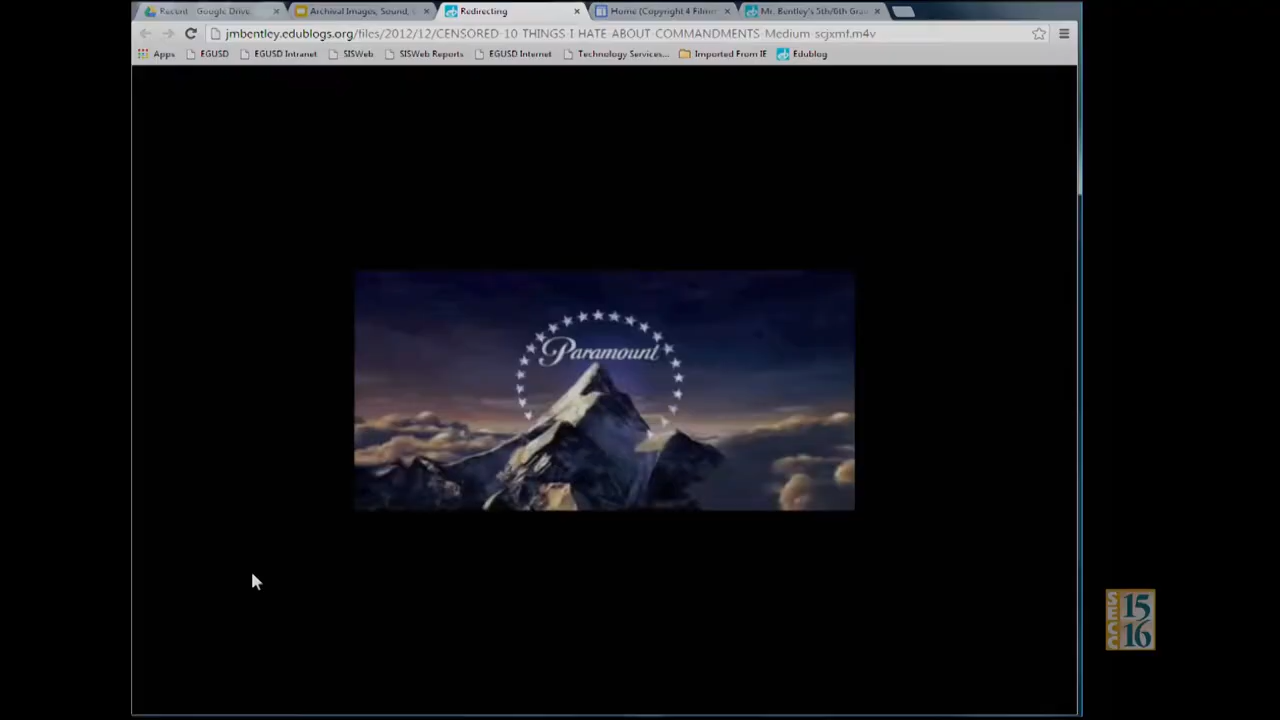 Recent Google Drive
Archival Images, Sound,
Redirecting
Home (Copyright 4 Filmm
Mr. Bentley's 5th/6th Gra
jmbentley.edublogs.org/files/2012/12/CENSORED 10 THINGS I HATE ABOUT COMMANDMENTS Medium scjxmf.m4v
Apps EGUSD EGUSD Intranet SISWeb SISWeb Reports EGUSD Internet Technology Services... Imported From IE Edublog
Paramount
SECC
15
16